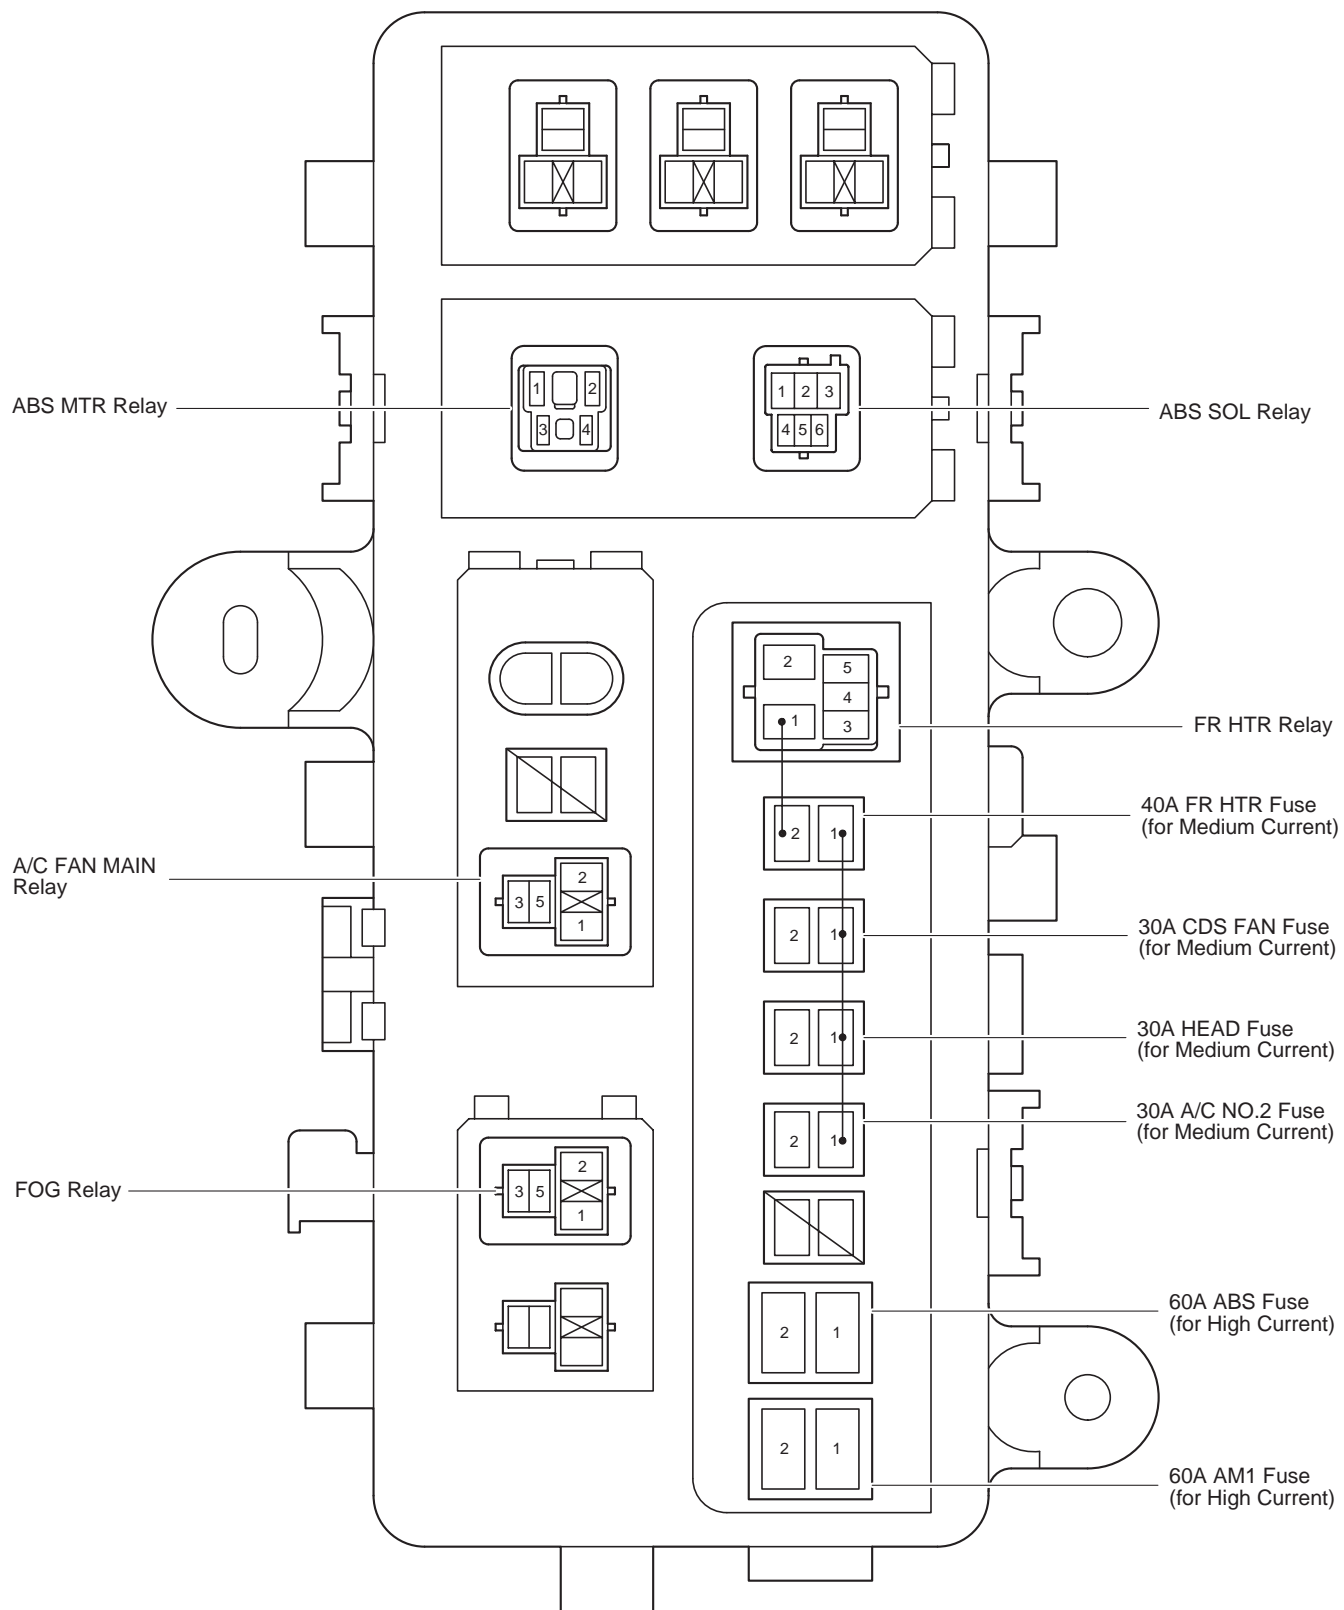 1 2
3 4
ABS MTR Relay
1 2 3
4 5 6
ABS SOL Relay
2 5
4
1 3
FR HTR Relay
2 1
40A FR HTR Fuse
(for Medium Current)
A/C FAN MAIN
Relay
2
3 5
1
2 1
30A CDS FAN Fuse
(for Medium Current)
2 1
30A HEAD Fuse
(for Medium Current)
2 1
30A A/C NO.2 Fuse
(for Medium Current)
FOG Relay
2
3 5
1
2 1
60A ABS Fuse
(for High Current)
2 1
60A AM1 Fuse
(for High Current)